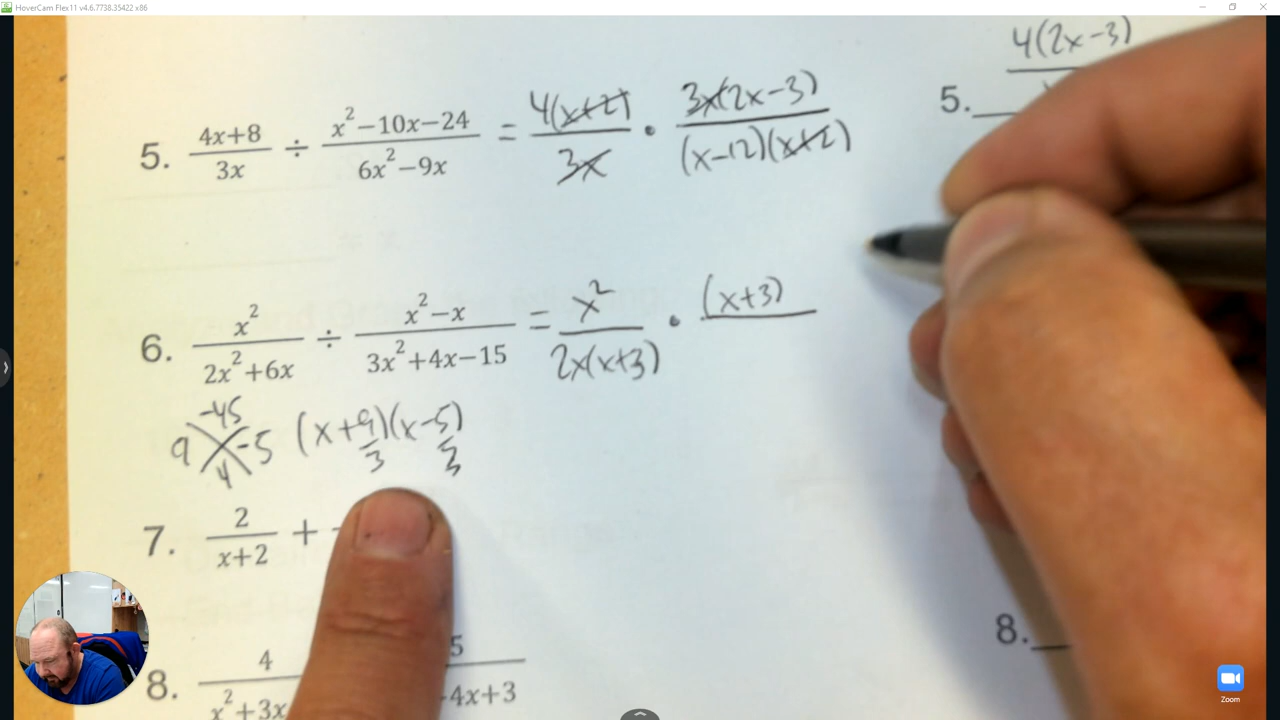 HoverCam Flex11 v4.6.7738.35422 x86
4(2x-3)
5. (4x+8)/(3x) ÷ (x²-10x-24)/(6x²-9x) = 4(x+2)/3x · 3x(2x-3)/(x-12)(x+2)
5.
6. x²/(2x²+6x) ÷ (x²-x)/(3x²+4x-15) = x²/2x(x+3) · (x+3)
-45
9 -5 (x+9/3)(x-5/3)
4
7. 2/(x+2) +
8.
8. 4/(x²+3x 5/4x+3
Zoom